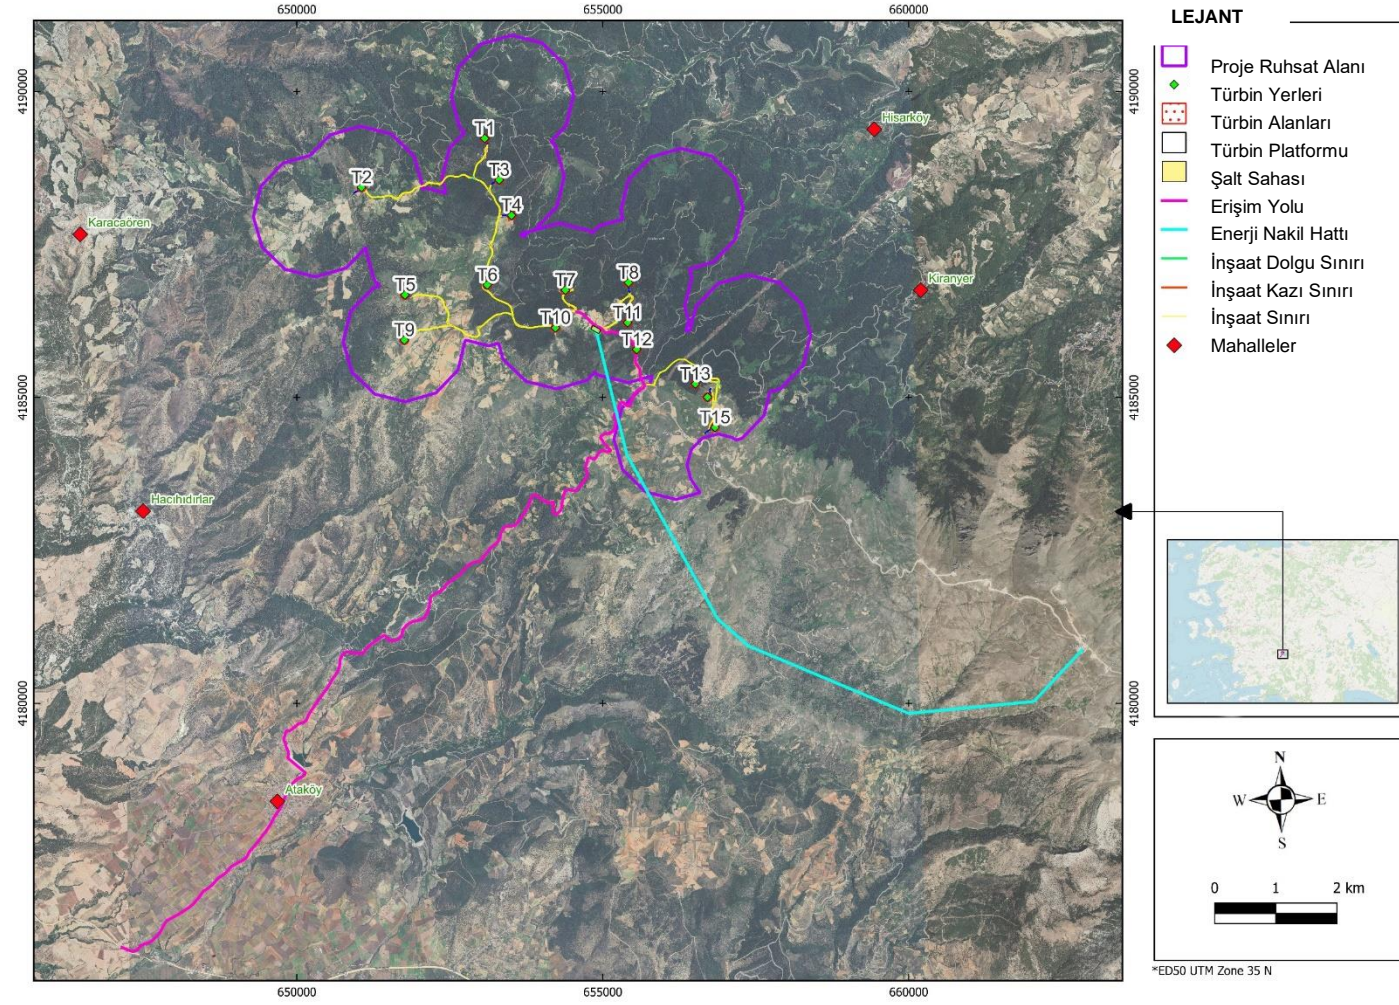 650000 655000 660000
LEJANT
Proje Ruhsat Alanı
Türbin Yerleri
Türbin Alanları
Türbin Platformu
Şalt Sahası
Erişim Yolu
Enerji Nakil Hattı
İnşaat Dolgu Sınırı
İnşaat Kazı Sınırı
İnşaat Sınırı
Mahalleler
4190000
4190000
Hisarköy
T1
T3
T2
T4
Karacaören
T5
T6
T7
T8
Kiranyer
T9
T10
T11
T12
T13
T15
4185000
4185000
Hacıhıdırlar
4180000
4180000
Ataköy
N
W E
S
0 1 2 km
*ED50 UTM Zone 35 N
650000 655000 660000